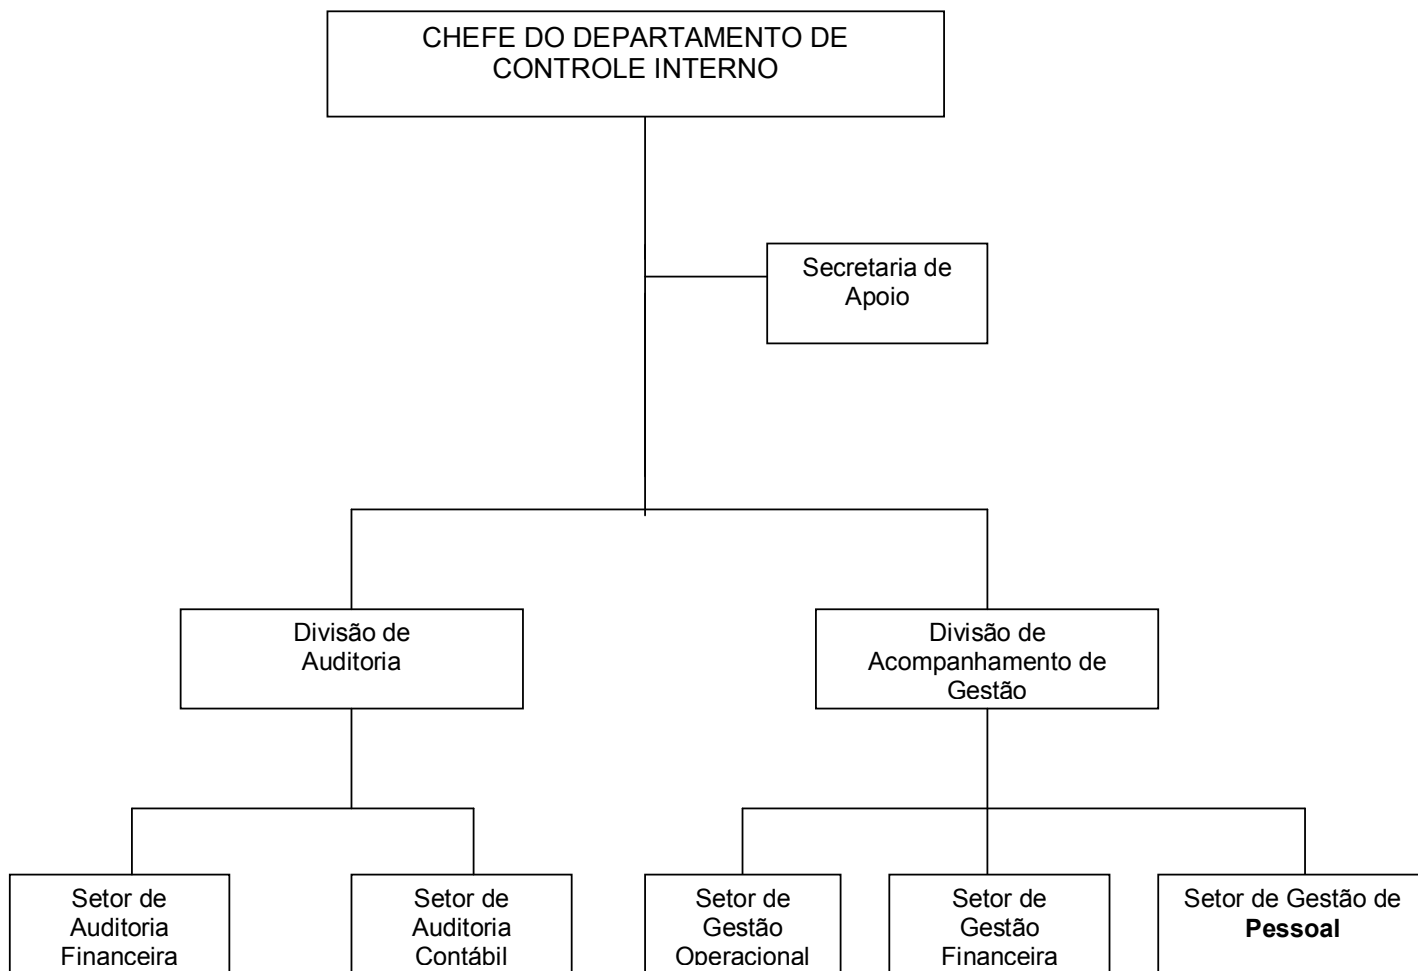 CHEFE DO DEPARTAMENTO DE
CONTROLE INTERNO
Secretaria de
Apoio
Divisão de
Auditoria
Divisão de
Acompanhamento de
Gestão
Setor de
Auditoria
Financeira
Setor de
Auditoria
Contábil
Setor de
Gestão
Operacional
Setor de
Gestão
Financeira
Setor de Gestão de
Pessoal